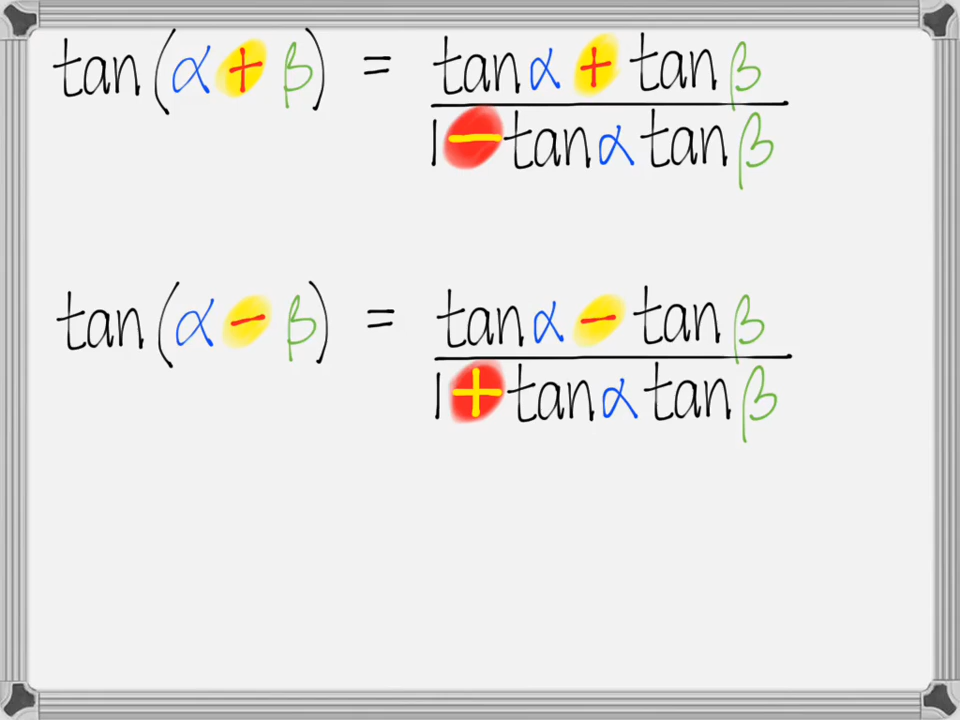 tan(α + β) = (tan α + tan β) / (1 − tan α tan β)
tan(α − β) = (tan α − tan β) / (1 + tan α tan β)